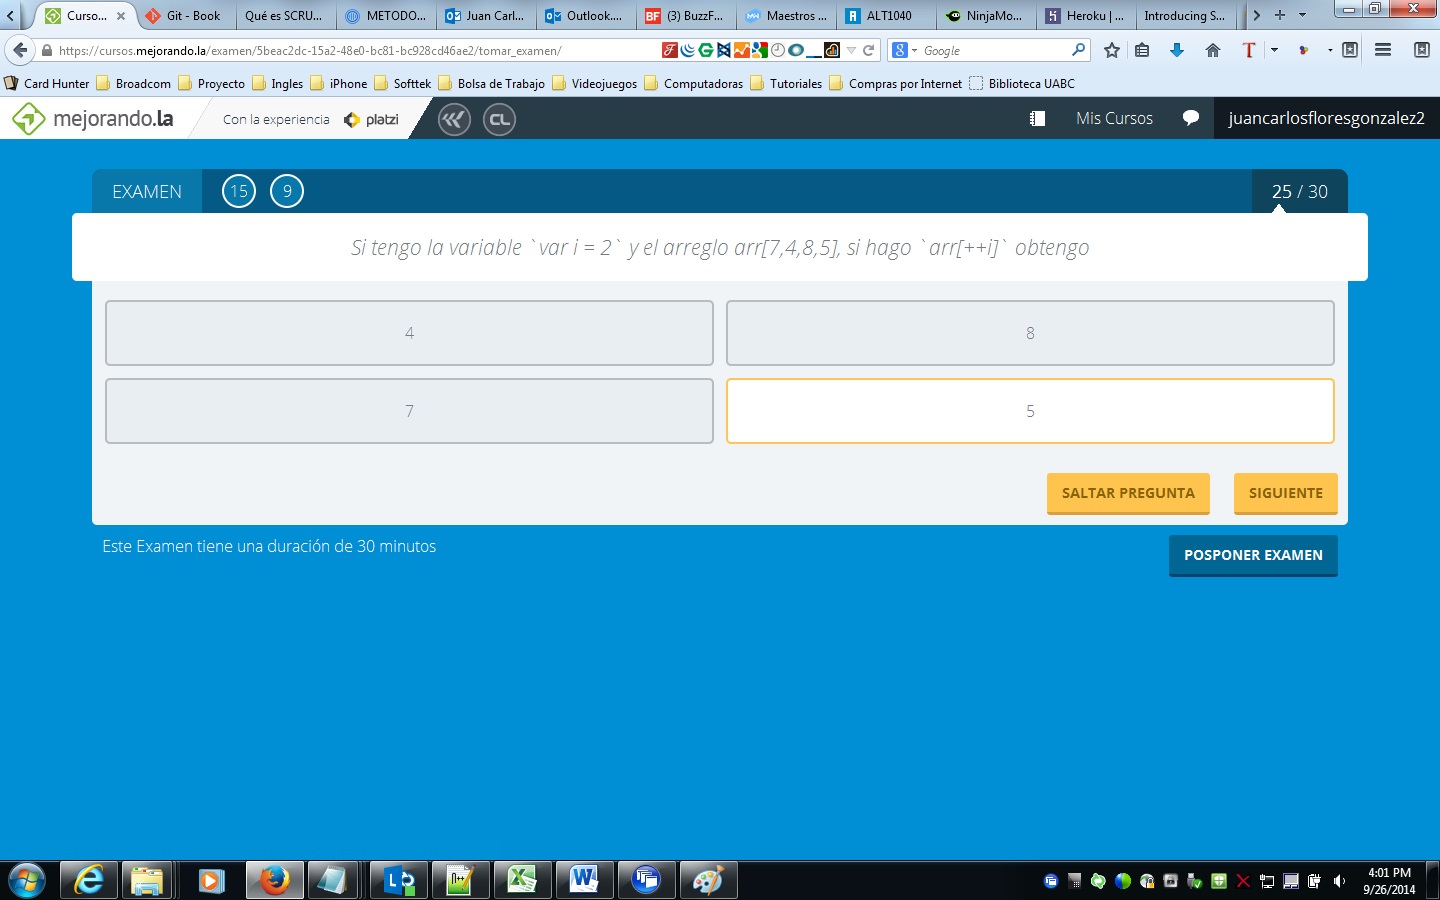 Curso... Git - Book Qué es SCRU... METODO... Juan Carl... Outlook.... (3) BuzzF... Maestros ... ALT1040 NinjaMo... Heroku | ... Introducing S...
https://cursos.mejorando.la/examen/5beac2dc-15a2-48e0-bc81-bc928cd46ae2/tomar_examen/ Google
Card Hunter Broadcom Proyecto Ingles iPhone Softtek Bolsa de Trabajo Videojuegos Computadoras Tutoriales Compras por Internet Biblioteca UABC
mejorando.la Con la experiencia platzi CL Mis Cursos juancarlosfloresgonzalez2
EXAMEN 15 9 25 / 30
Si tengo la variable `var i = 2` y el arreglo arr[7,4,8,5], si hago `arr[++i]` obtengo
4 8
7 5
SALTAR PREGUNTA SIGUIENTE
Este Examen tiene una duración de 30 minutos
POSPONER EXAMEN
4:01 PM
9/26/2014